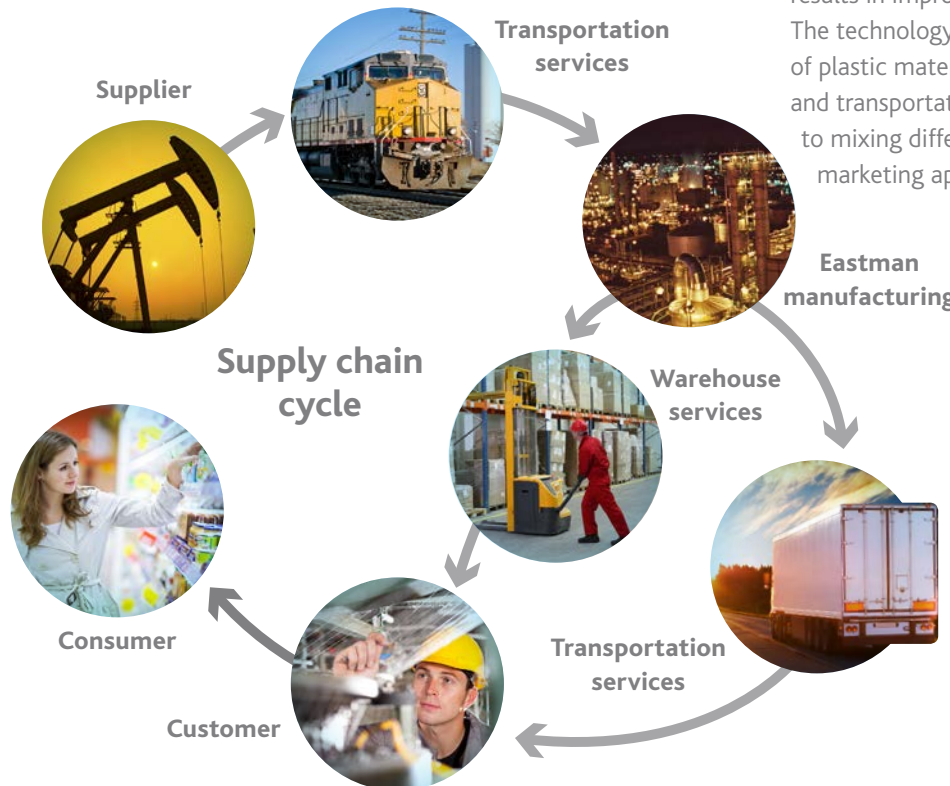 The technology
of plastic mate
and transportat
to mixing diffe
marketing ap
Transportation
services
Supplier
Eastman
manufacturing
Supply chain
cycle
Warehouse
services
Consumer
Transportation
services
Customer